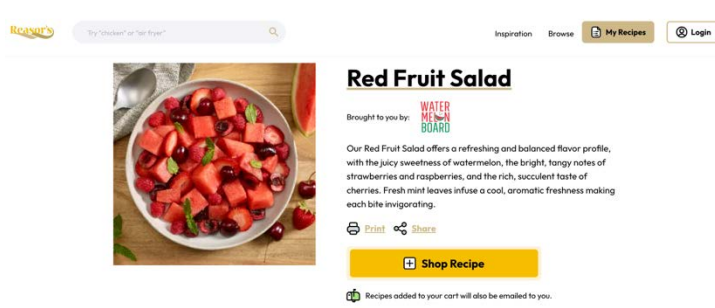 Reasor's
Try "chicken" or "air fryer"
Inspiration
Browse
My Recipes
Login
Red Fruit Salad
Brought to you by:
WATER
MELON
BOARD
Our Red Fruit Salad offers a refreshing and balanced flavor profile,
with the juicy sweetness of watermelon, the bright, tangy notes of
strawberries and raspberries, and the rich, succulent taste of
cherries. Fresh mint leaves infuse a cool, aromatic freshness making
each bite invigorating.
Print
Share
Shop Recipe
Recipes added to your cart will also be emailed to you.